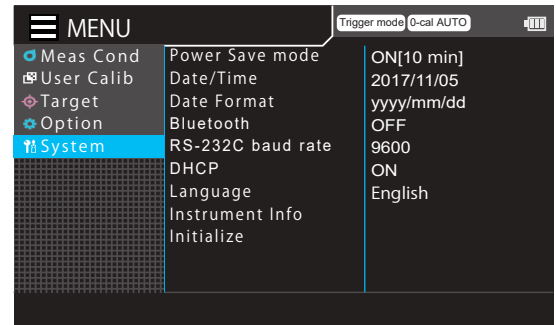 MENU
Trigger mode 0-cal AUTO
Meas Cond
User Calib
Target
Option
System
Power Save mode ON[10 min]
Date/Time 2017/11/05
Date Format yyyy/mm/dd
Bluetooth OFF
RS-232C baud rate 9600
DHCP ON
Language English
Instrument Info
Initialize